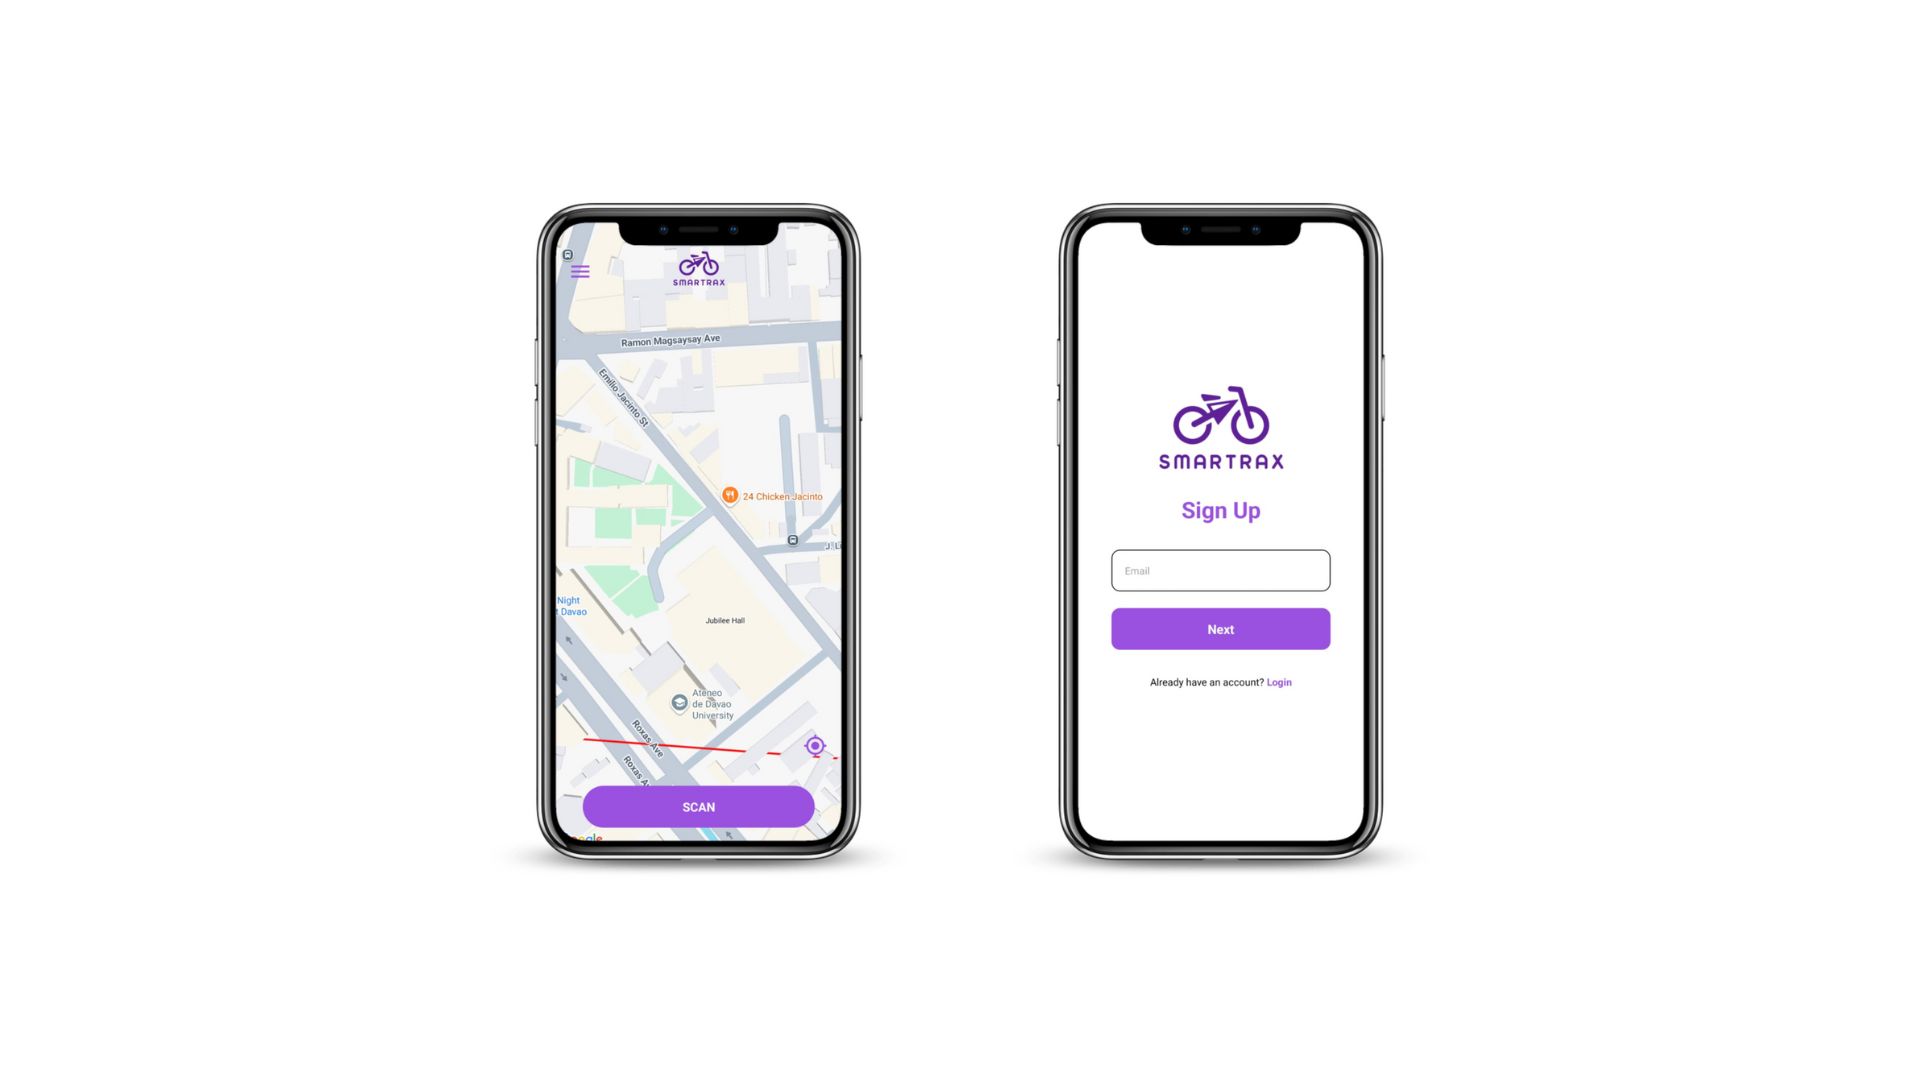 SMARTRAX
Ramon Magsaysay Ave
Emilio Jacinto St
24 Chicken Jacinto
Night
Davao
Jubilee Hall
Ateneo
de Davao
University
Roxas Ave
Roxas
SCAN
SMARTRAX
Sign Up
Email
Next
Already have an account? Login